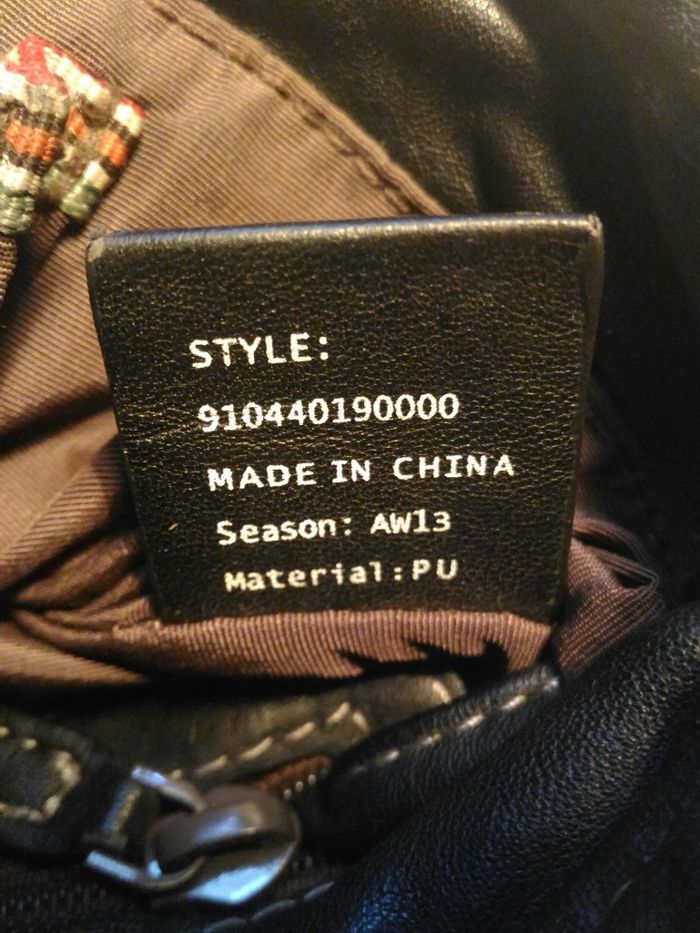 STYLE:
910440190000
MADE IN CHINA
Season: AW13
Material:PU